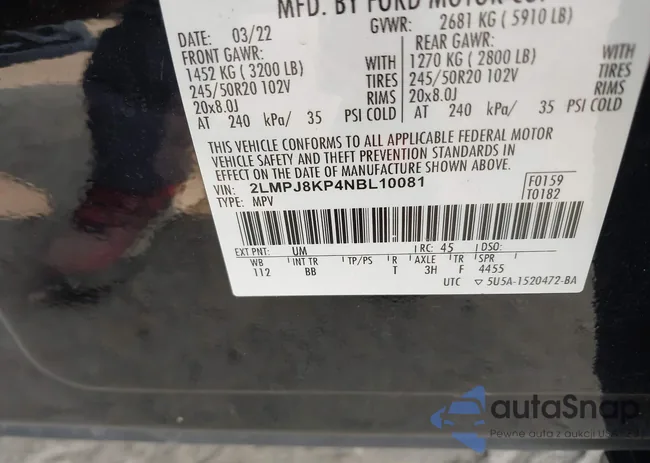 MFD. BY FORD MOTOR CO.
DATE: 03/22 GVWR: 2681 KG ( 5910 LB)
FRONT GAWR: REAR GAWR:
1452 KG ( 3200 LB) WITH 1270 KG ( 2800 LB) WITH
245/50R20 102V TIRES 245/50R20 102V TIRES
20x8.0J RIMS 20x8.0J RIMS
AT 240 kPa/ 35 PSI COLD AT 240 kPa/ 35 PSI COLD
THIS VEHICLE CONFORMS TO ALL APPLICABLE FEDERAL MOTOR
VEHICLE SAFETY AND THEFT PREVENTION STANDARDS IN
EFFECT ON THE DATE OF MANUFACTURE SHOWN ABOVE.
VIN: 2LMPJ8KP4NBL10081 F0159
TYPE: MPV T0182
EXT PNT: UM RC: 45 DSO:
WB INT TR TP/PS R AXLE TR SPR
112 BB T 3H F 4455
UTC ▽ 5U5A-1520472-BA
autaSnap
Pewne auta z aukcji U